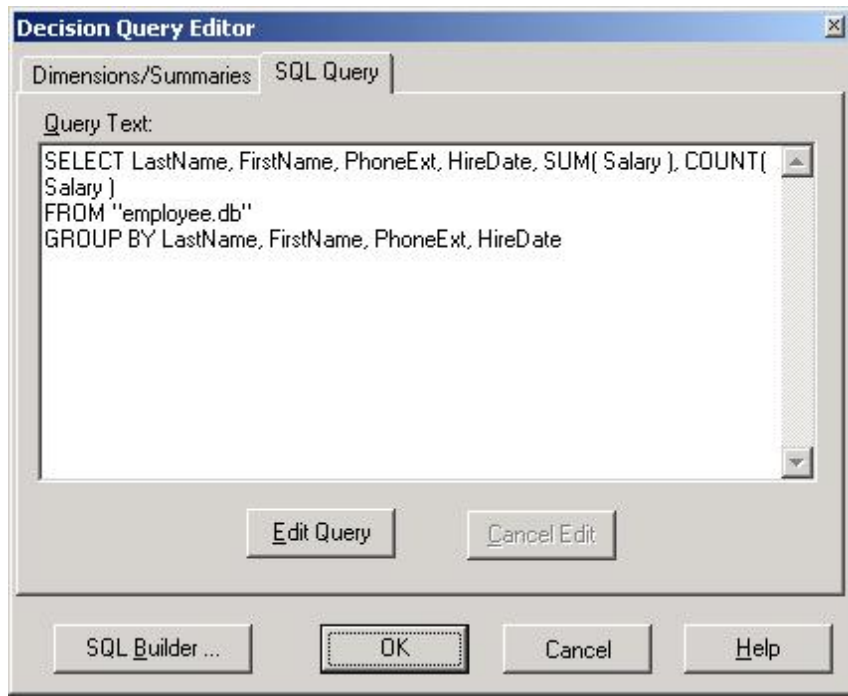 Decision Query Editor
Dimensions/Summaries
SQL Query
Query Text:
SELECT LastName, FirstName, PhoneExt, HireDate, SUM( Salary ), COUNT(
Salary )
FROM "employee.db"
GROUP BY LastName, FirstName, PhoneExt, HireDate
Edit Query
Cancel Edit
SQL Builder ...
OK
Cancel
Help